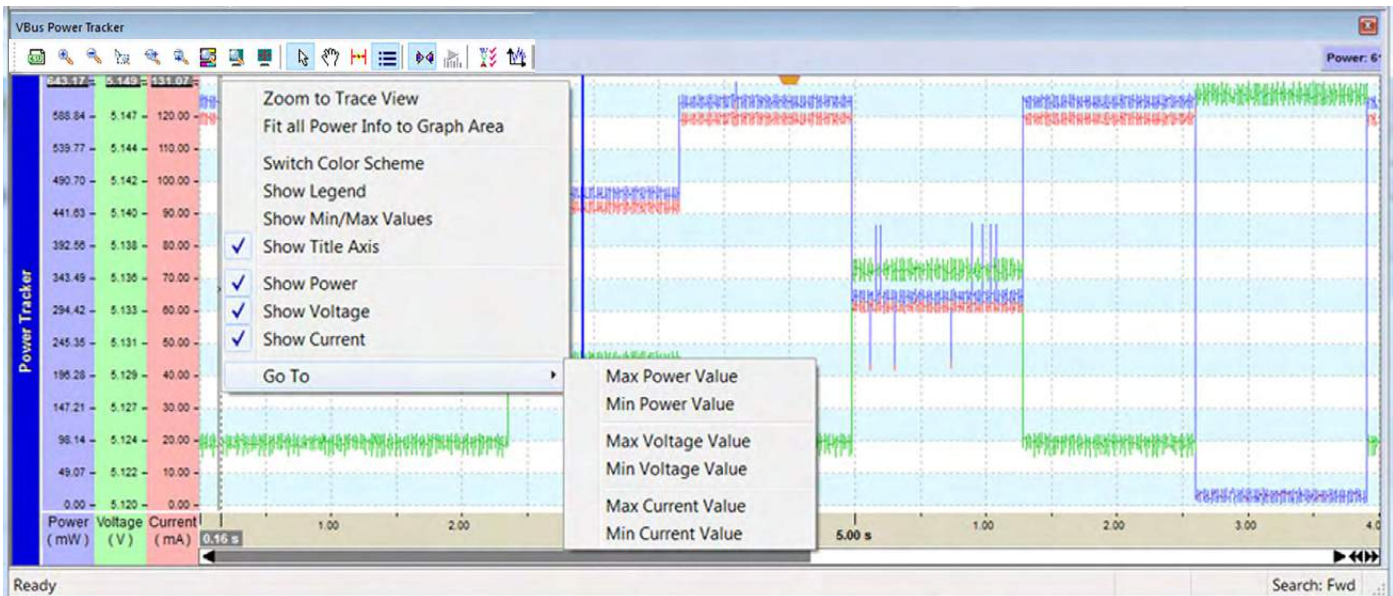 VBus Power Tracker
Power: 6
643.17 5.149 131.07
588.84 5.147 120.00
539.77 5.144 110.00
490.70 5.142 100.00
441.63 5.140 90.00
392.56 5.138 80.00
343.49 5.136 70.00
294.42 5.133 60.00
245.35 5.131 50.00
196.28 5.129 40.00
147.21 5.127 30.00
98.14 5.124 20.00
49.07 5.122 10.00
0.00 5.120 0.00
Power Voltage Current
(mW) (V) (mA)
Power Tracker
Zoom to Trace View
Fit all Power Info to Graph Area
Switch Color Scheme
Show Legend
Show Min/Max Values
Show Title Axis
Show Power
Show Voltage
Show Current
Go To
Max Power Value
Min Power Value
Max Voltage Value
Min Voltage Value
Max Current Value
Min Current Value
0.16 s 1.00 2.00 5.00 s 1.00 2.00 3.00 4.0
Ready
Search: Fwd